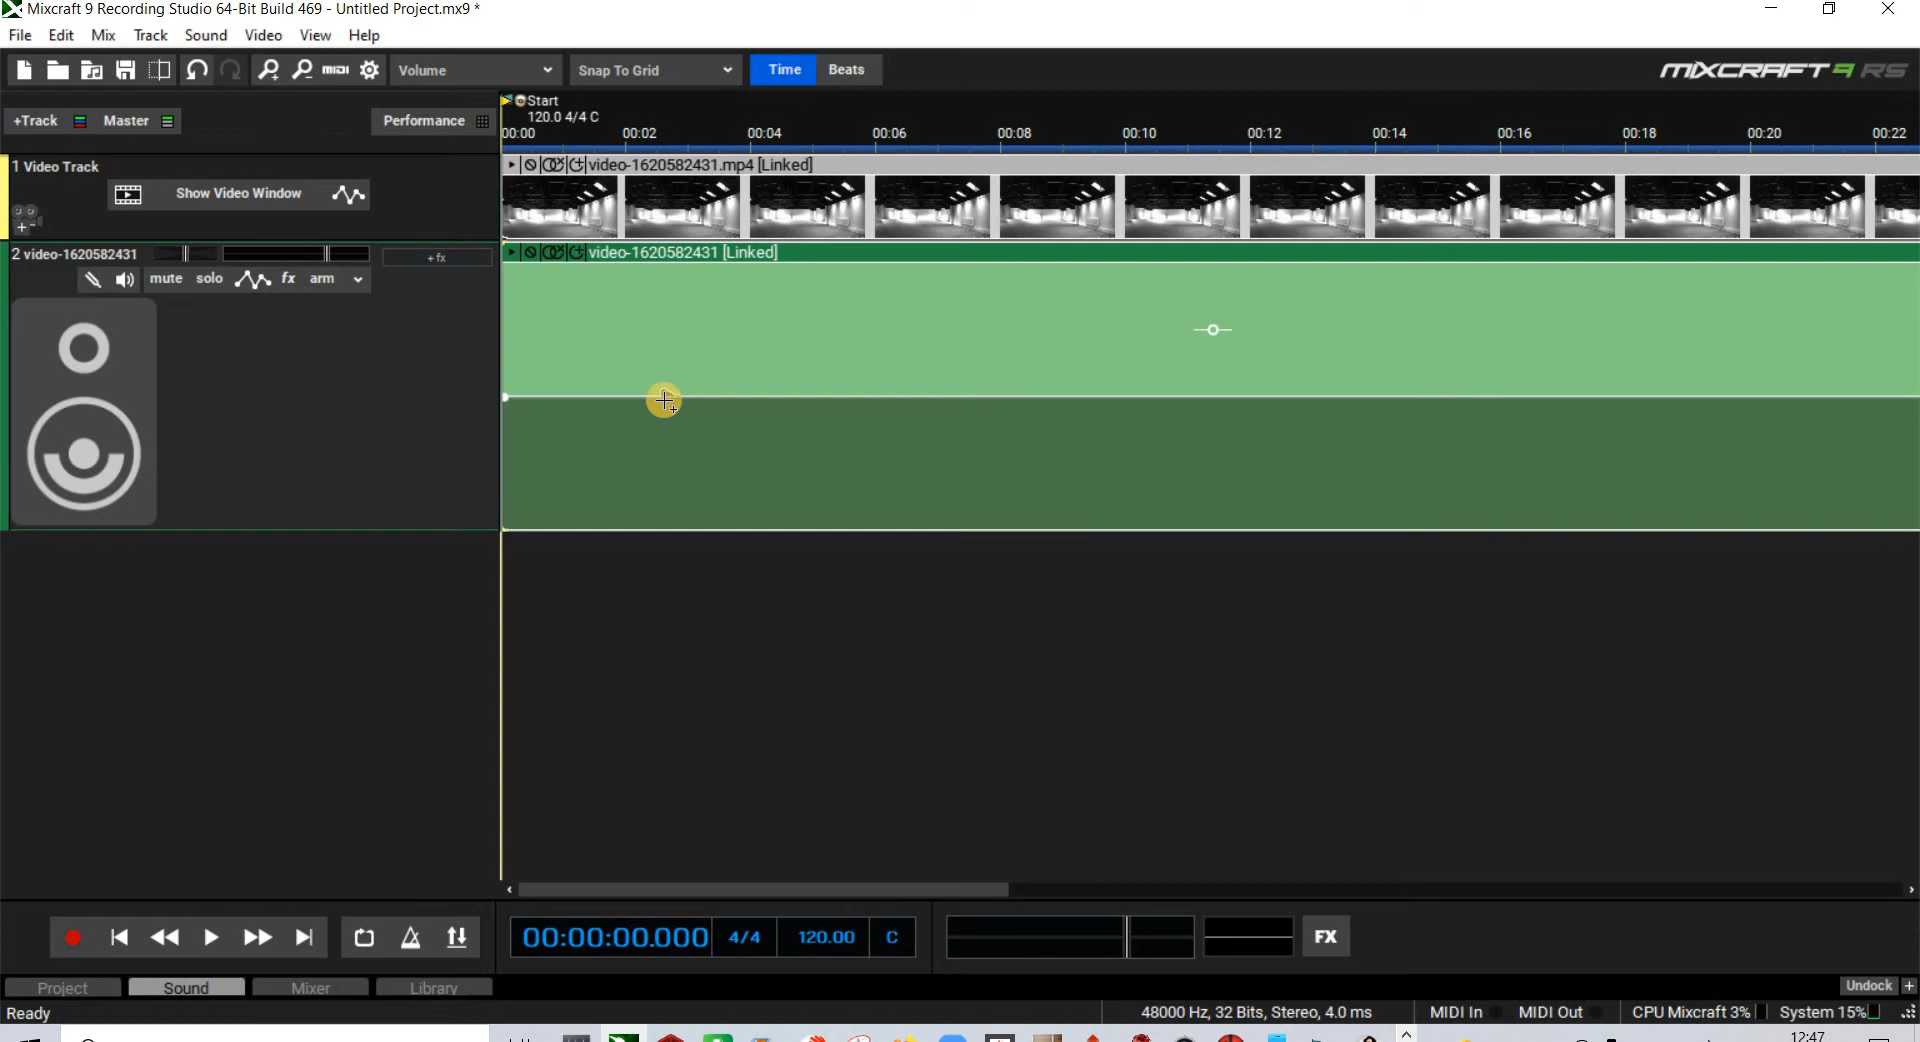 Mixcraft 9 Recording Studio 64-Bit Build 469 - Untitled Project.mx9 *
File Edit Mix Track Sound Video View Help
MIDI Volume Snap To Grid Time Beats MIXCRAFT 9 RS
+Track Master Performance
Start
120.0 4/4 C
00:00 00:02 00:04 00:06 00:08 00:10 00:12 00:14 00:16 00:18 00:20 00:22
1 Video Track
video-1620582431.mp4 [Linked]
Show Video Window
2 video-1620582431
+fx
video-1620582431 [Linked]
mute solo fx arm
00:00:00.000 4/4 120.00 C FX
Project Sound Mixer Library Undock +
Ready 48000 Hz, 32 Bits, Stereo, 4.0 ms MIDI In MIDI Out CPU Mixcraft 3% System 15%
12:47